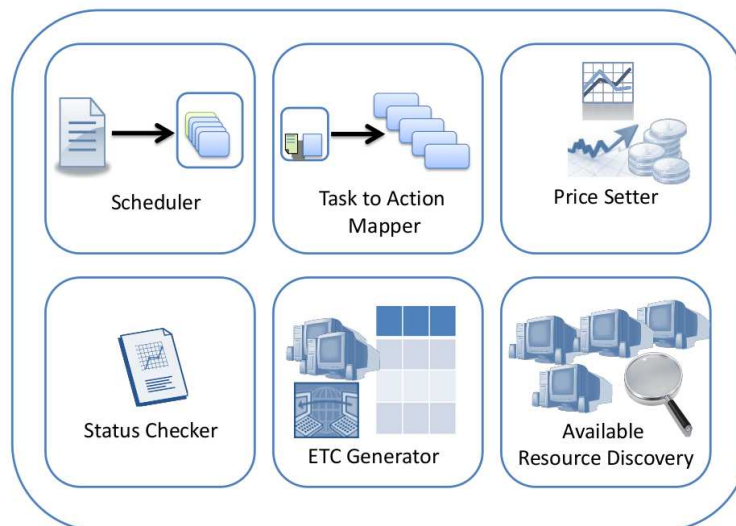 Scheduler
Task to Action
Mapper
Price Setter
Status Checker
ETC Generator
Available
Resource Discovery